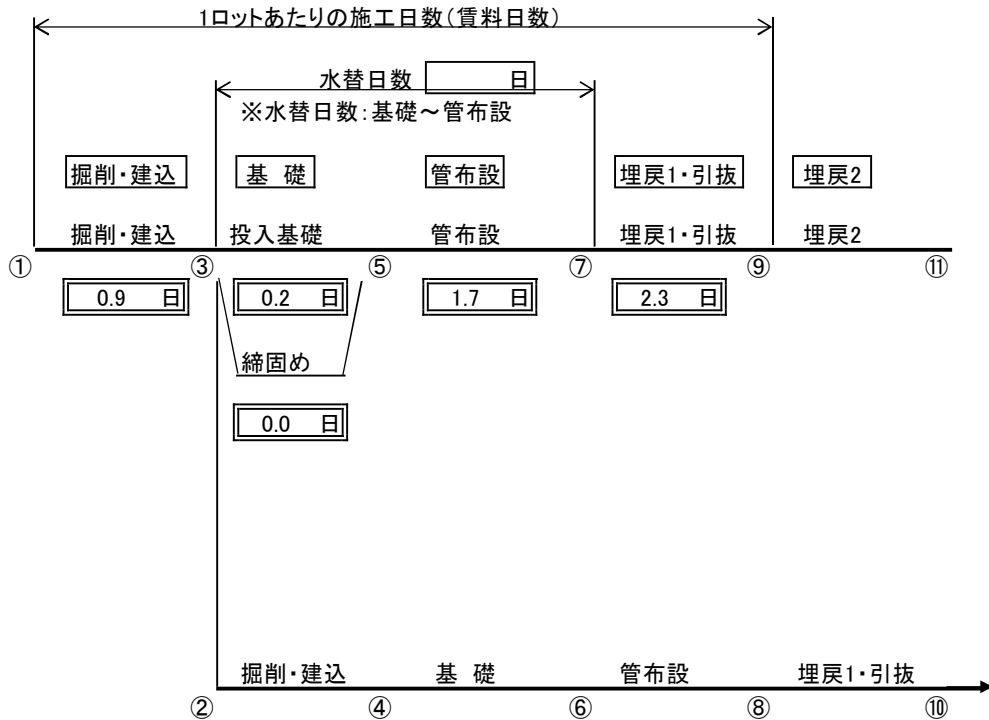 1ロットあたりの施工日数(賃料日数)
水替日数 日
※水替日数:基礎~管布設
掘削・建込 基 礎 管布設 埋戻1・引抜 埋戻2
掘削・建込 投入基礎 管布設 埋戻1・引抜 埋戻2
① ③ ⑤ ⑦ ⑨ ⑪
0.9 日 0.2 日 1.7 日 2.3 日
締固め
0.0 日
掘削・建込 基 礎 管布設 埋戻1・引抜
② ④ ⑥ ⑧ ⑩